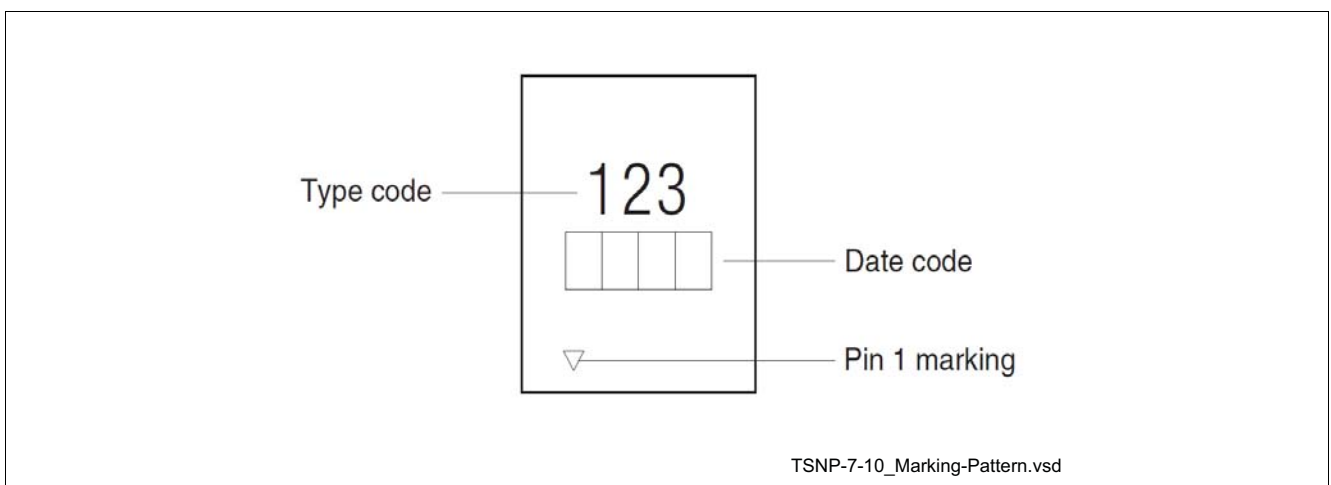 Type code
123
Date code
Pin 1 marking
TSNP-7-10_Marking-Pattern.vsd